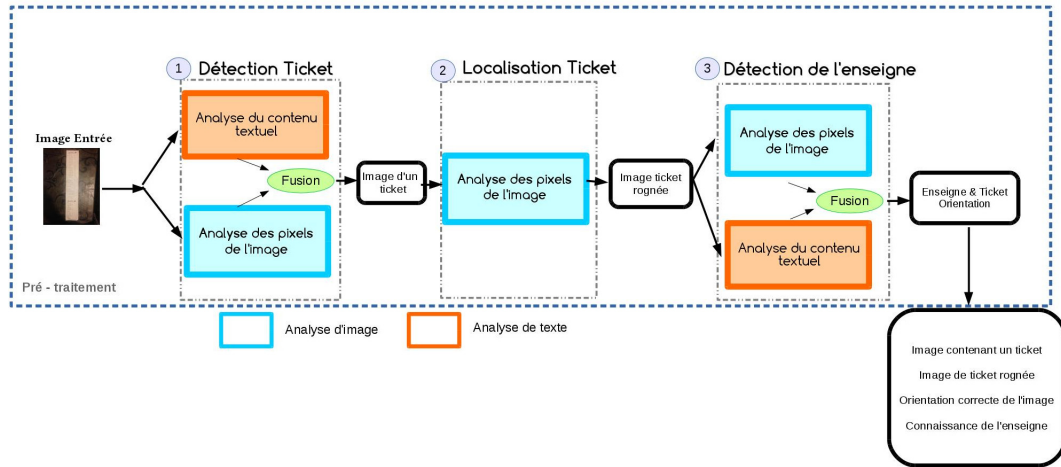 1 Détection Ticket
2 Localisation Ticket
3 Détection de l'enseigne
Image Entrée
Analyse du contenu
textuel
Fusion
Analyse des pixels
de l'image
Image d'un
ticket
Analyse des pixels
de l'image
Image ticket
rognée
Analyse des pixels
de l'image
Fusion
Analyse du contenu
textuel
Enseigne & Ticket
Orientation
Pré - traitement
Analyse d'image
Analyse de texte
Image contenant un ticket
Image de ticket rognée
Orientation correcte de l'image
Connaissance de l'enseigne